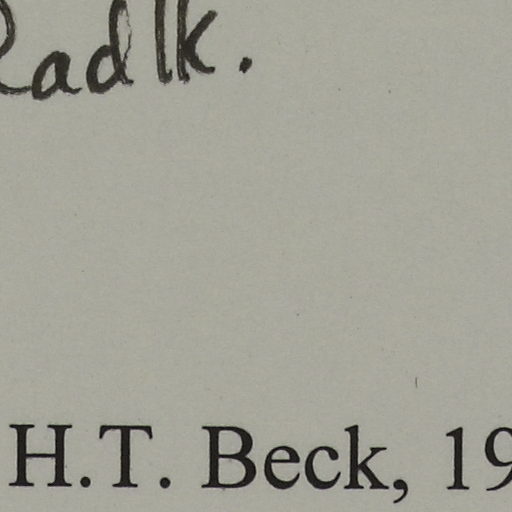 Radlk.
H.T. Beck, 19